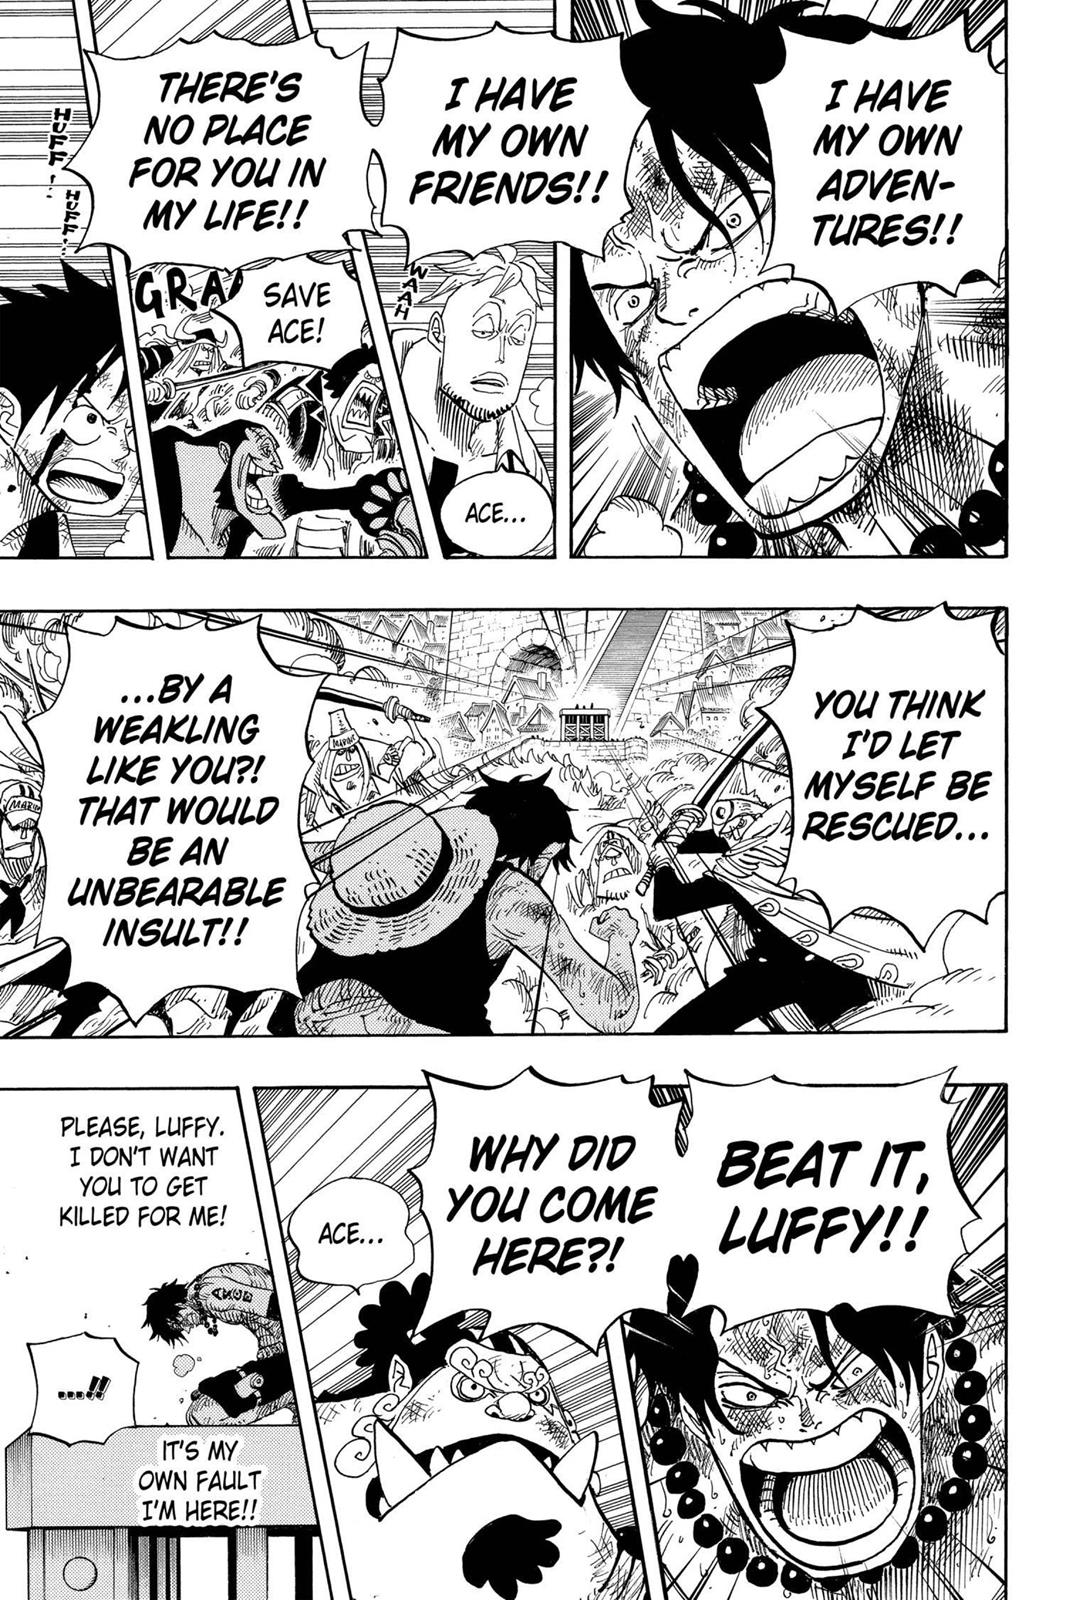 I HAVE
MY OWN
ADVEN-
TURES!!
I HAVE
MY OWN
FRIENDS!!
WAAH
ACE...
THERE'S
NO PLACE
FOR YOU IN
MY LIFE!!
SAVE
ACE!
HUFF!
HUFF!
YOU THINK
I'D LET
MYSELF BE
RESCUED...
...BY A
WEAKLING
LIKE YOU?!
THAT WOULD
BE AN
UNBEARABLE
INSULT!!
MARINE
BEAT IT,
LUFFY!!
WHY DID
YOU COME
HERE?!
ACE...
PLEASE, LUFFY.
I DON'T WANT
YOU TO GET
KILLED FOR ME!
....!!
IT'S MY
OWN FAULT
I'M HERE!!